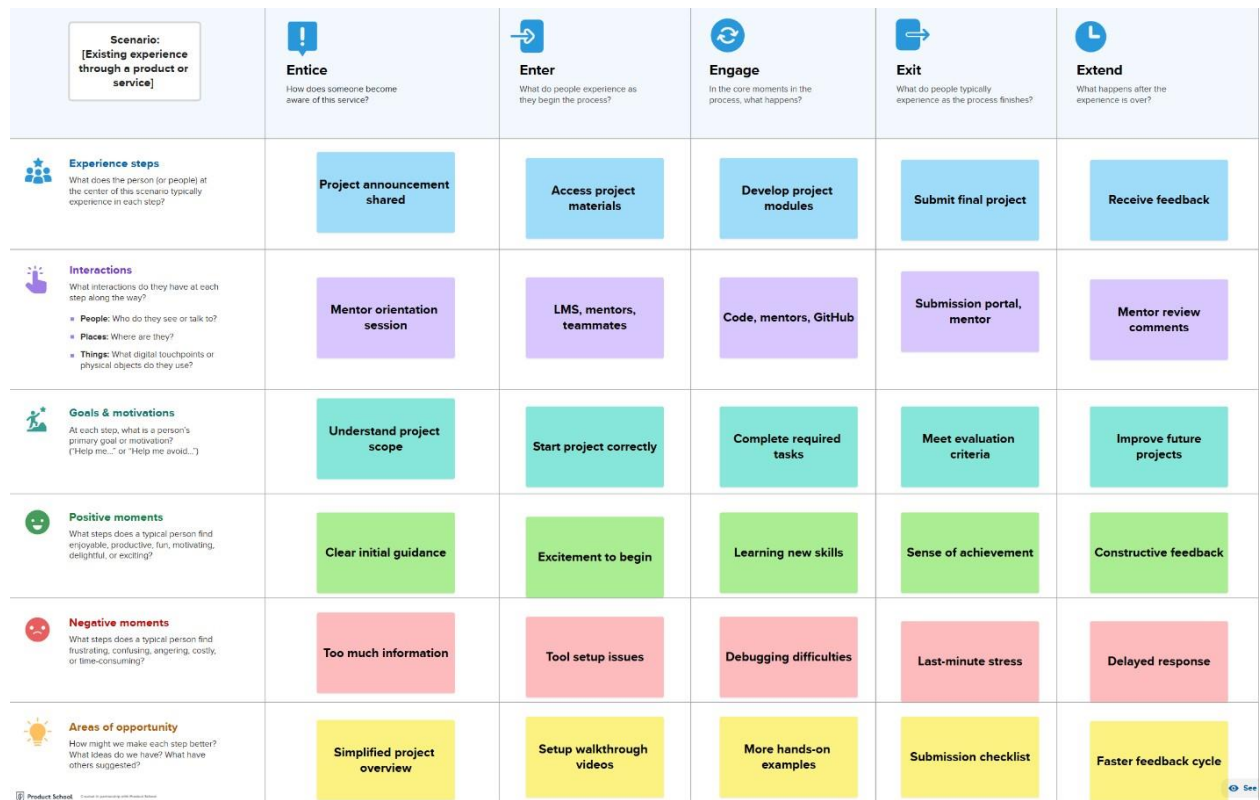 Scenario:
[Existing experience
through a product or
service]
Entice
How does someone become
aware of this service?
Enter
What do people experience as
they begin the process?
Engage
In the core moments in the
process, what happens?
Exit
What do people typically
experience as the process finishes?
Extend
What happens after the
experience is over?
Experience steps
What does the person (or people) at
the center of this scenario typically
experience in each step?
Project announcement
shared
Access project
materials
Develop project
modules
Submit final project
Receive feedback
Interactions
What interactions do they have at each
step along the way?
People: Who do they see or talk to?
Places: Where are they?
Things: What digital touchpoints or
physical objects do they use?
Mentor orientation
session
LMS, mentors,
teammates
Code, mentors, GitHub
Submission portal,
mentor
Mentor review
comments
Goals & motivations
At each step, what is a person's
primary goal or motivation?
("Help me..." or "Help me avoid...")
Understand project
scope
Start project correctly
Complete required
tasks
Meet evaluation
criteria
Improve future
projects
Positive moments
What steps does a typical person find
enjoyable, productive, fun, motivating,
delightful, or exciting?
Clear initial guidance
Excitement to begin
Learning new skills
Sense of achievement
Constructive feedback
Negative moments
What steps does a typical person find
frustrating, confusing, angering, costly,
or time-consuming?
Too much information
Tool setup issues
Debugging difficulties
Last-minute stress
Delayed response
Areas of opportunity
How might we make each step better?
What ideas do we have? What have
others suggested?
Simplified project
overview
Setup walkthrough
videos
More hands-on
examples
Submission checklist
Faster feedback cycle
Product School